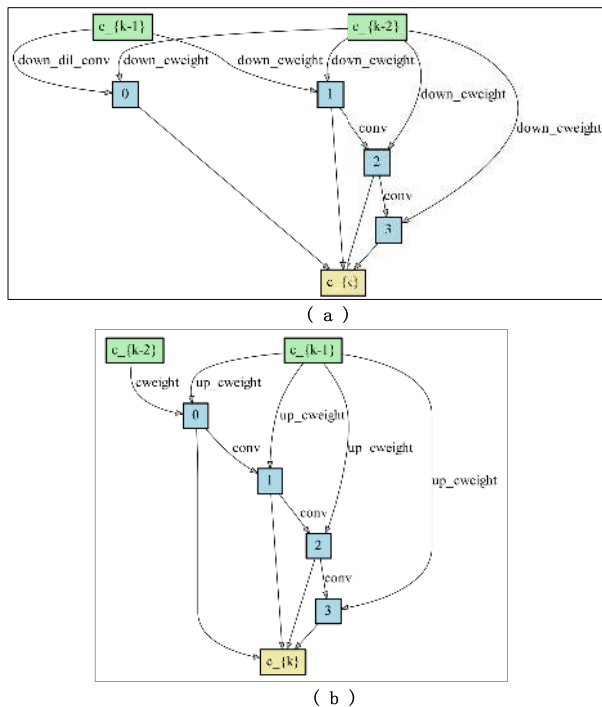 c_{k-1} c_{k-2}
down_dil_conv down_cweight down_cweight down_cweight
0 1 down_cweight
conv down_cweight
2
conv
3
c_{k}
( a )
c_{k-2} c_{k-1}
cweight up_cweight
0 up_cweight
conv up_cweight
1 up_cweight
conv
2
conv
3
c_{k}
( b )